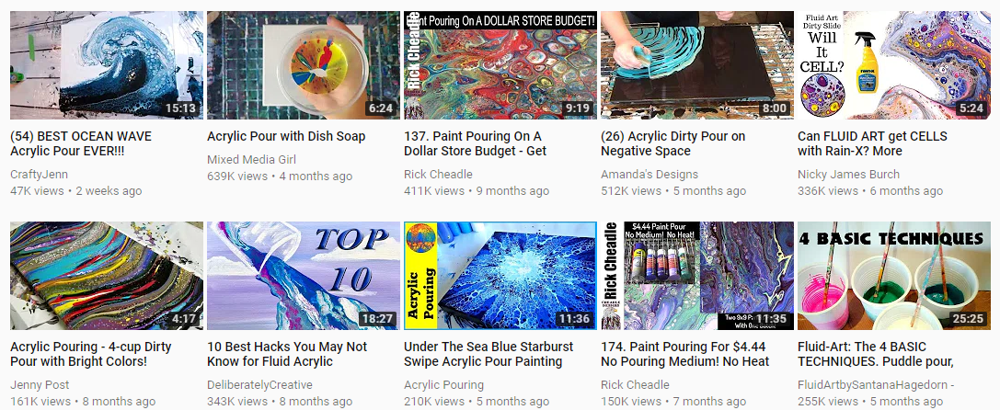 15:13
6:24
Rick Cheadle
nt Pouring On A DOLLAR STORE BUDGET!
9:19
8:00
Fluid Art
Dirty Slide
Will
It
CELL?
5:24
(54) BEST OCEAN WAVE
Acrylic Pour EVER!!!
CraftyJenn
47K views • 2 weeks ago
Acrylic Pour with Dish Soap
Mixed Media Girl
639K views • 4 months ago
137. Paint Pouring On A
Dollar Store Budget - Get
Rick Cheadle
411K views • 9 months ago
(26) Acrylic Dirty Pour on
Negative Space
Amanda's Designs
512K views • 5 months ago
Can FLUID ART get CELLS
with Rain-X? More
Nicky James Burch
336K views • 6 months ago
4:17
TOP
10
18:27
Acrylic
Pouring
11:36
Rick Cheadle
$4.44 Paint Pour
No Medium! No Heat!
11:35
4 BASIC TECHNIQUES
25:25
Acrylic Pouring - 4-cup Dirty
Pour with Bright Colors!
Jenny Post
161K views • 8 months ago
10 Best Hacks You May Not
Know for Fluid Acrylic
DeliberatelyCreative
343K views • 8 months ago
Under The Sea Blue Starburst
Swipe Acrylic Pour Painting
Acrylic Pouring
210K views • 5 months ago
174. Paint Pouring For $4.44
No Pouring Medium! No Heat
Rick Cheadle
150K views • 7 months ago
Fluid-Art: The 4 BASIC
TECHNIQUES. Puddle pour,
FluidArtbySantanaHagedorn -
255K views • 5 months ago